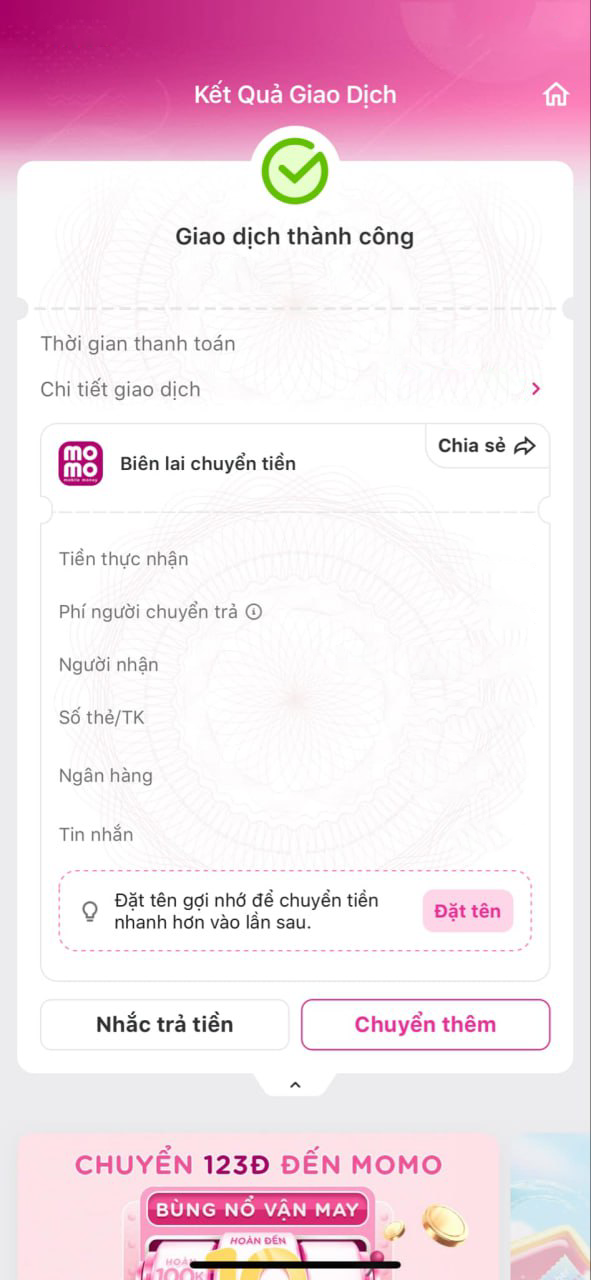 Kết Quả Giao Dịch
Giao dịch thành công
Thời gian thanh toán
Chi tiết giao dịch
Chia sẻ
mo
mo
mobile money
Biên lai chuyển tiền
Tiền thực nhận
Phí người chuyển trả
Người nhận
Số thẻ/TK
Ngân hàng
Tin nhắn
Đặt tên gợi nhớ để chuyển tiền
nhanh hơn vào lần sau.
Đặt tên
Nhắc trả tiền
Chuyển thêm
CHUYỂN 123Đ ĐẾN MOMO
BÙNG NỔ VẬN MAY
HOÀN ĐẾN
HOÀN
100K